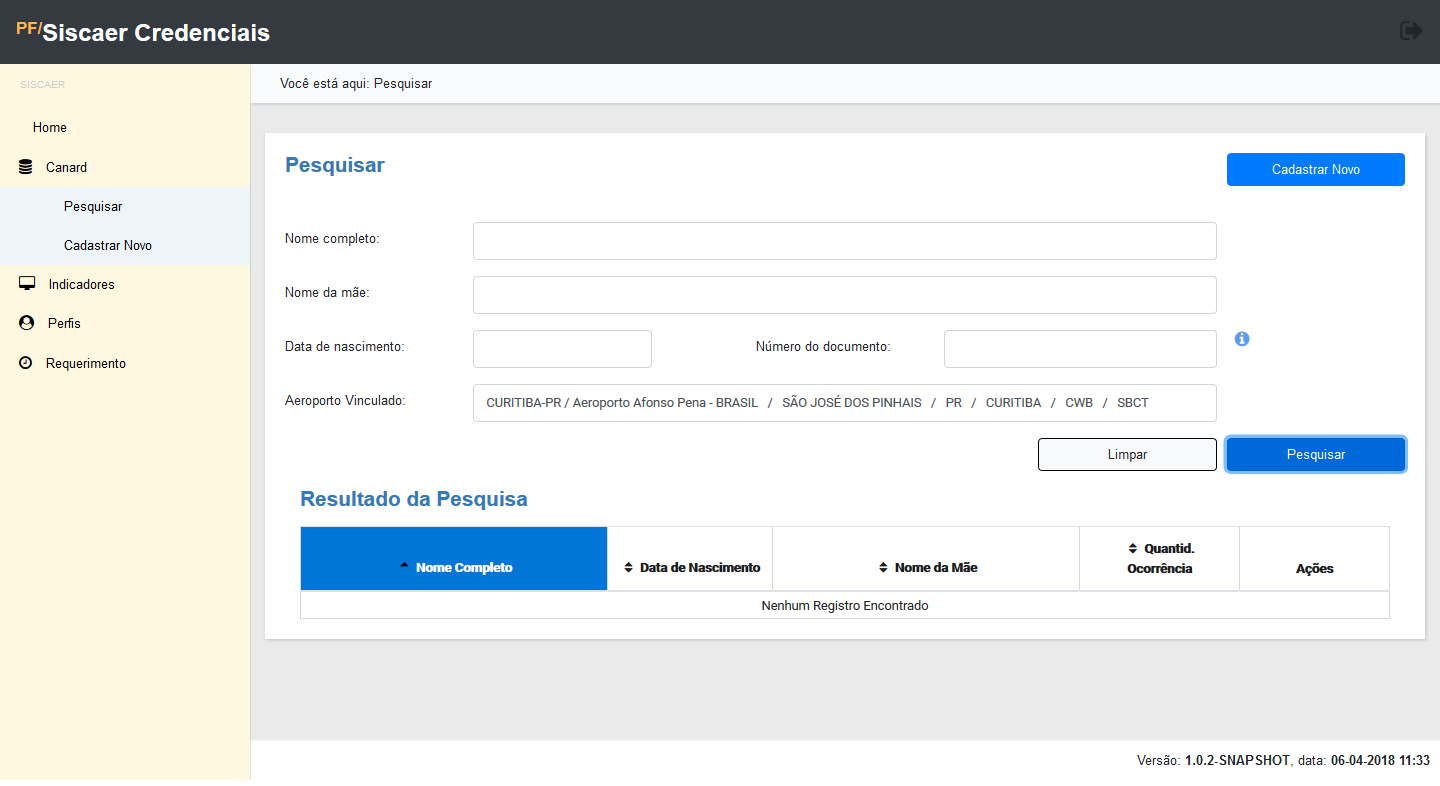 PF/Siscaer Credenciais
SISCAER
Você está aqui: Pesquisar
Home
Canard
Pesquisar
Cadastrar Novo
Indicadores
Perfis
Requerimento
Pesquisar
Cadastrar Novo
Nome completo:
Nome da mãe:
Data de nascimento:
Número do documento:
Aeroporto Vinculado:
CURITIBA-PR / Aeroporto Afonso Pena - BRASIL / SÃO JOSÉ DOS PINHAIS / PR / CURITIBA / CWB / SBCT
Limpar
Pesquisar
Resultado da Pesquisa
Nome Completo
Data de Nascimento
Nome da Mãe
Quantid.
Ocorrência
Ações
Nenhum Registro Encontrado
Versão: 1.0.2-SNAPSHOT, data: 06-04-2018 11:33